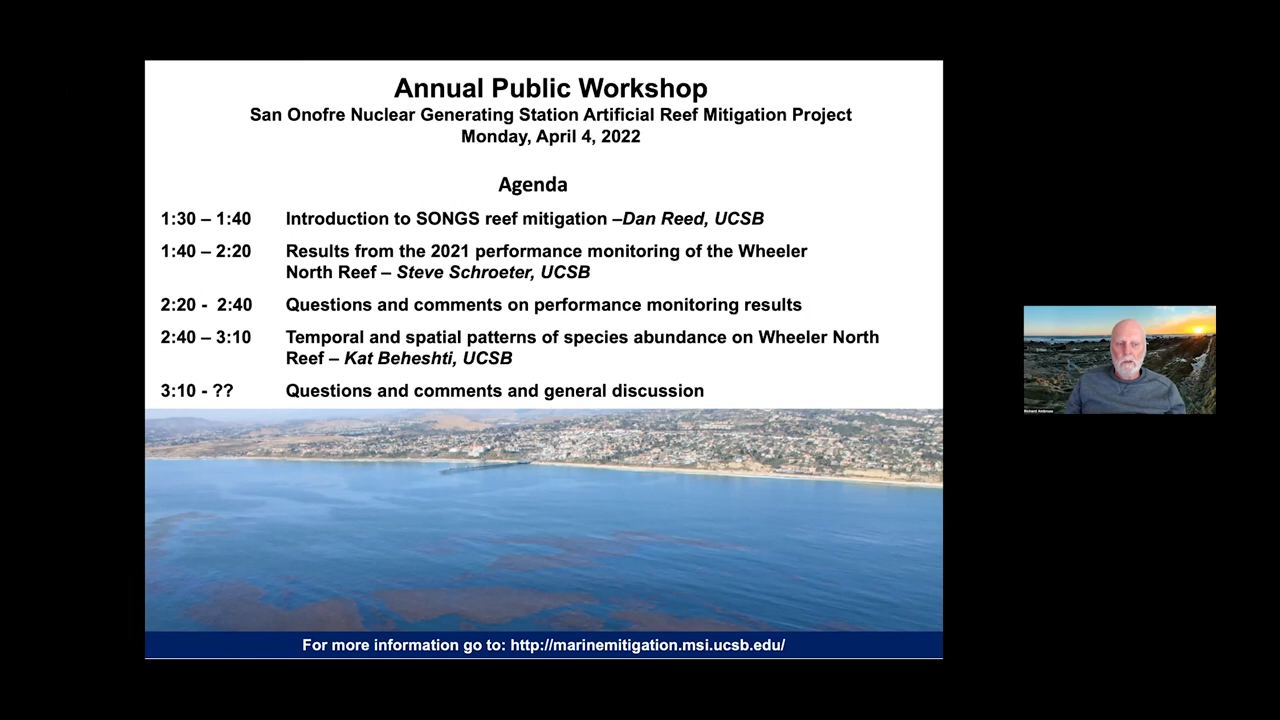 Annual Public Workshop
San Onofre Nuclear Generating Station Artificial Reef Mitigation Project
Monday, April 4, 2022
Agenda
1:30 – 1:40 Introduction to SONGS reef mitigation –Dan Reed, UCSB
1:40 – 2:20 Results from the 2021 performance monitoring of the Wheeler
North Reef – Steve Schroeter, UCSB
2:20 - 2:40 Questions and comments on performance monitoring results
2:40 – 3:10 Temporal and spatial patterns of species abundance on Wheeler North
Reef – Kat Beheshti, UCSB
3:10 - ?? Questions and comments and general discussion
For more information go to: http://marinemitigation.msi.ucsb.edu/
Richard Ambrose